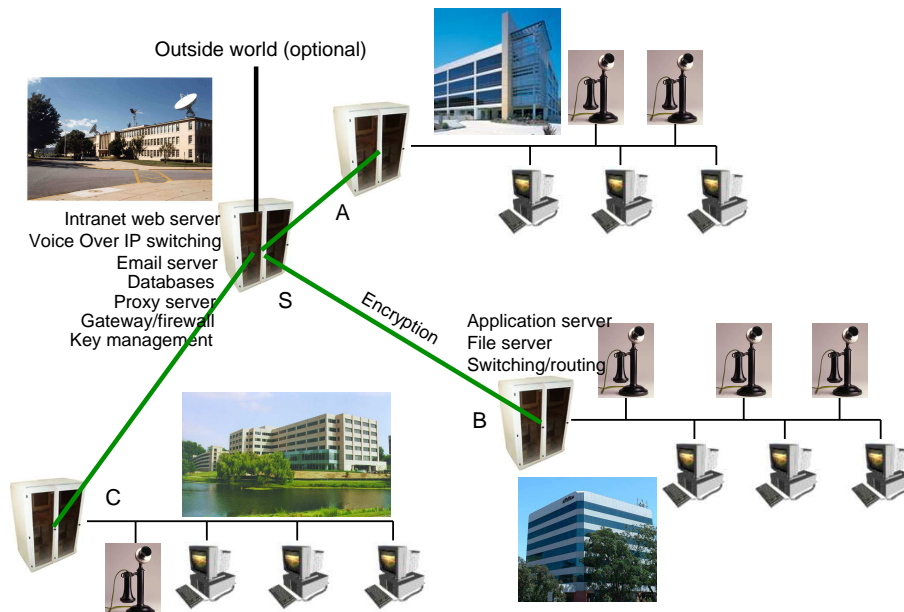 Outside world (optional)
A
Intranet web server
Voice Over IP switching
Email server
Databases
Proxy server
Gateway/firewall
Key management
S
Encryption
Application server
File server
Switching/routing
B
C